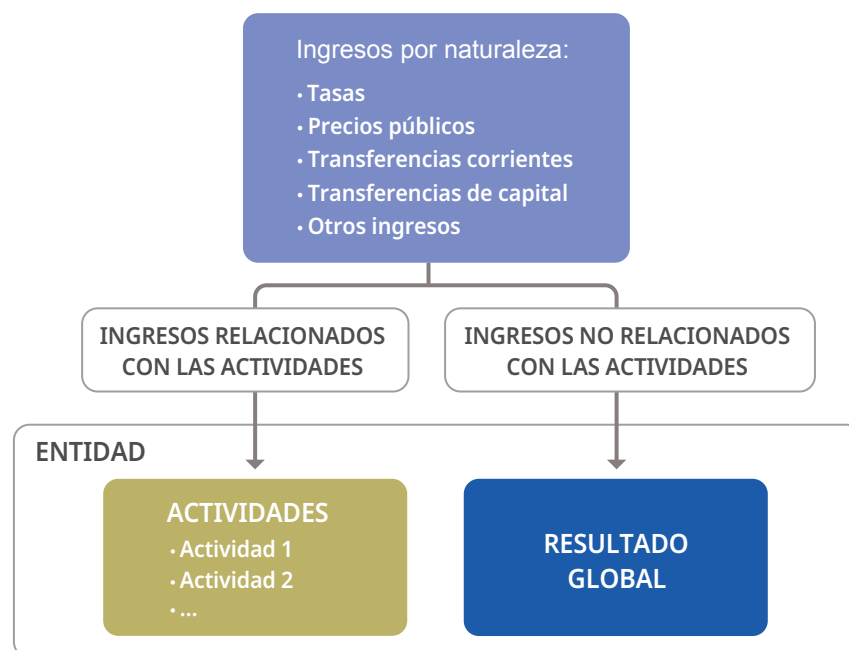 Ingresos por naturaleza:
• Tasas
• Precios públicos
• Transferencias corrientes
• Transferencias de capital
• Otros ingresos
INGRESOS RELACIONADOS
CON LAS ACTIVIDADES
INGRESOS NO RELACIONADOS
CON LAS ACTIVIDADES
ENTIDAD
ACTIVIDADES
• Actividad 1
• Actividad 2
• ...
RESULTADO
GLOBAL